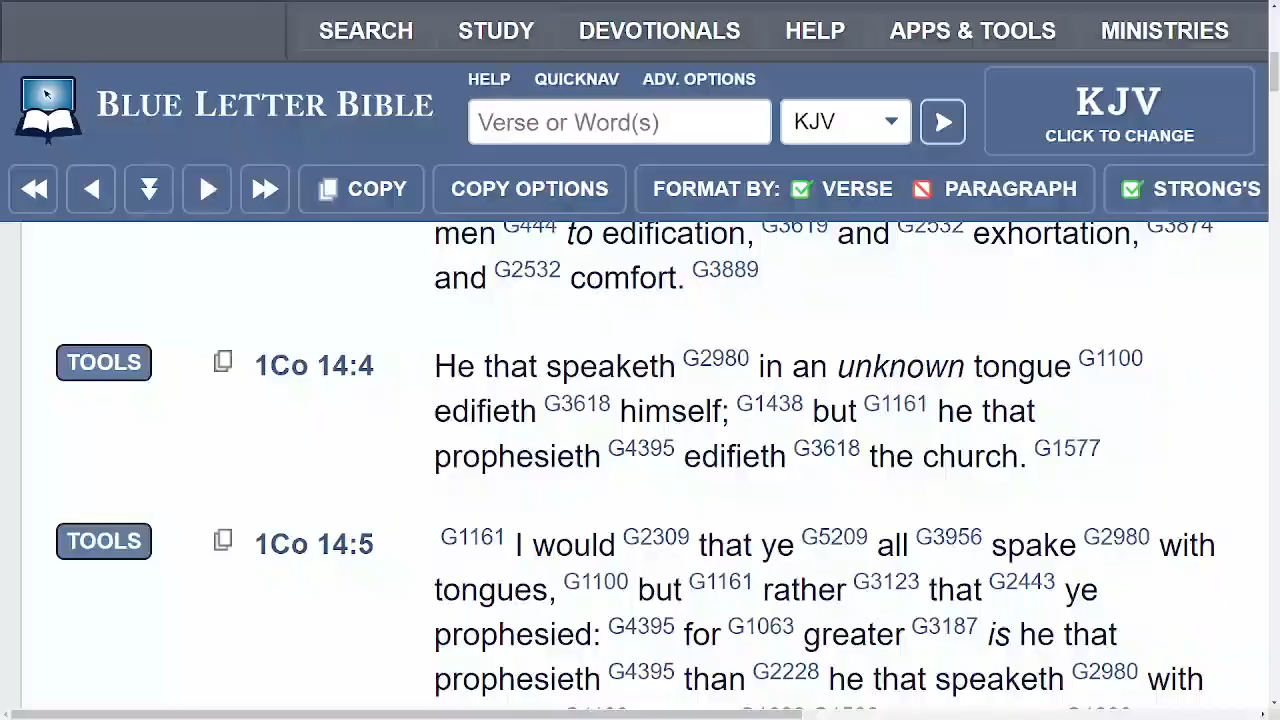 SEARCH STUDY DEVOTIONALS HELP APPS & TOOLS MINISTRIES
HELP QUICKNAV ADV. OPTIONS
BLUE LETTER BIBLE
Verse or Word(s)
KJV
KJV
CLICK TO CHANGE
COPY COPY OPTIONS FORMAT BY: VERSE PARAGRAPH STRONG'S
men G444 to edification, G3619 and G2532 exhortation, G3874
and G2532 comfort. G3889
TOOLS 1Co 14:4 He that speaketh G2980 in an unknown tongue G1100
edifieth G3618 himself; G1438 but G1161 he that
prophesieth G4395 edifieth G3618 the church. G1577
TOOLS 1Co 14:5 G1161 I would G2309 that ye G5209 all G3956 spake G2980 with
tongues, G1100 but G1161 rather G3123 that G2443 ye
prophesied: G4395 for G1063 greater G3187 is he that
prophesieth G4395 than G2228 he that speaketh G2980 with